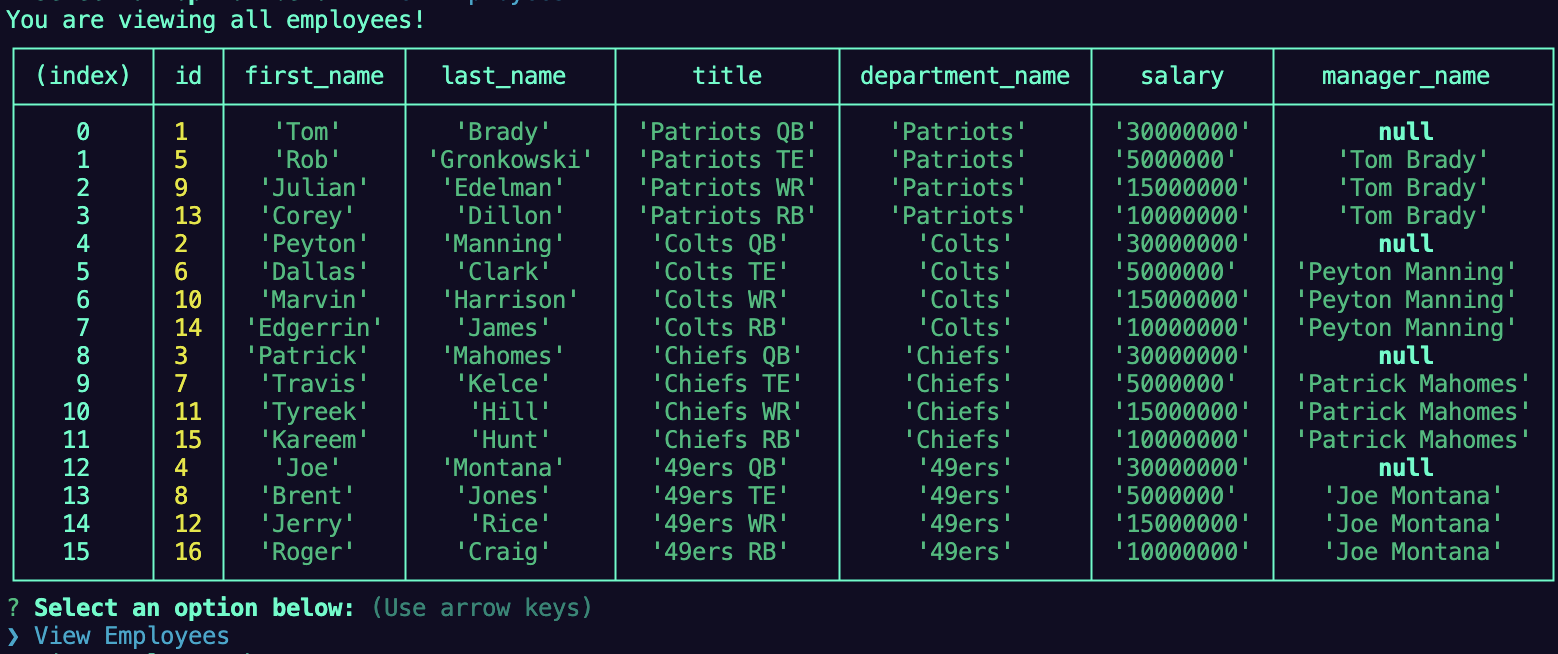 You are viewing all employees!
(index) id first_name last_name title department_name salary manager_name
0 1 'Tom' 'Brady' 'Patriots QB' 'Patriots' '30000000' null
1 5 'Rob' 'Gronkowski' 'Patriots TE' 'Patriots' '5000000' 'Tom Brady'
2 9 'Julian' 'Edelman' 'Patriots WR' 'Patriots' '15000000' 'Tom Brady'
3 13 'Corey' 'Dillon' 'Patriots RB' 'Patriots' '10000000' 'Tom Brady'
4 2 'Peyton' 'Manning' 'Colts QB' 'Colts' '30000000' null
5 6 'Dallas' 'Clark' 'Colts TE' 'Colts' '5000000' 'Peyton Manning'
6 10 'Marvin' 'Harrison' 'Colts WR' 'Colts' '15000000' 'Peyton Manning'
7 14 'Edgerrin' 'James' 'Colts RB' 'Colts' '10000000' 'Peyton Manning'
8 3 'Patrick' 'Mahomes' 'Chiefs QB' 'Chiefs' '30000000' null
9 7 'Travis' 'Kelce' 'Chiefs TE' 'Chiefs' '5000000' 'Patrick Mahomes'
10 11 'Tyreek' 'Hill' 'Chiefs WR' 'Chiefs' '15000000' 'Patrick Mahomes'
11 15 'Kareem' 'Hunt' 'Chiefs RB' 'Chiefs' '10000000' 'Patrick Mahomes'
12 4 'Joe' 'Montana' '49ers QB' '49ers' '30000000' null
13 8 'Brent' 'Jones' '49ers TE' '49ers' '5000000' 'Joe Montana'
14 12 'Jerry' 'Rice' '49ers WR' '49ers' '15000000' 'Joe Montana'
15 16 'Roger' 'Craig' '49ers RB' '49ers' '10000000' 'Joe Montana'
? Select an option below: (Use arrow keys)
❯ View Employees